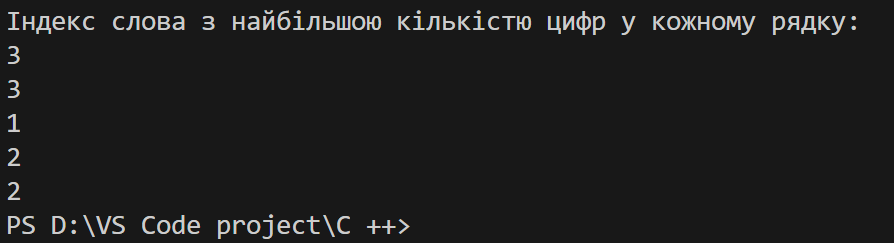 Індекс слова з найбільшою кількістю цифр у кожному рядку:
3
3
1
2
2
PS D:\VS Code project\C ++>